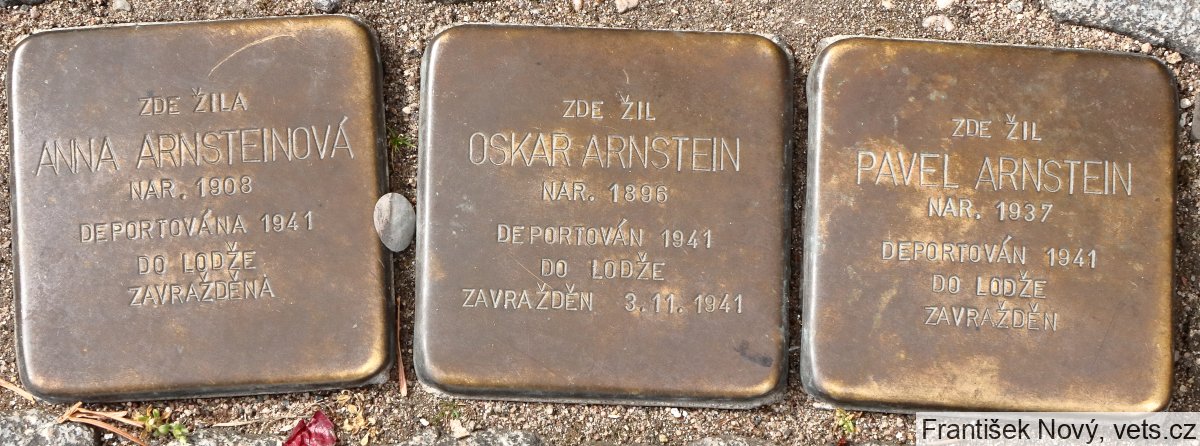 ZDE ŽILA
ANNA ARNSTEINOVÁ
NAR. 1908
DEPORTOVÁNA 1941
DO LODŽE
ZAVRAŽDĚNA
ZDE ŽIL
OSKAR ARNSTEIN
NAR. 1896
DEPORTOVÁN 1941
DO LODŽE
ZAVRAŽDĚN 3.11.1941
ZDE ŽIL
PAVEL ARNSTEIN
NAR. 1937
DEPORTOVÁN 1941
DO LODŽE
ZAVRAŽDĚN
František Nový, vets.cz